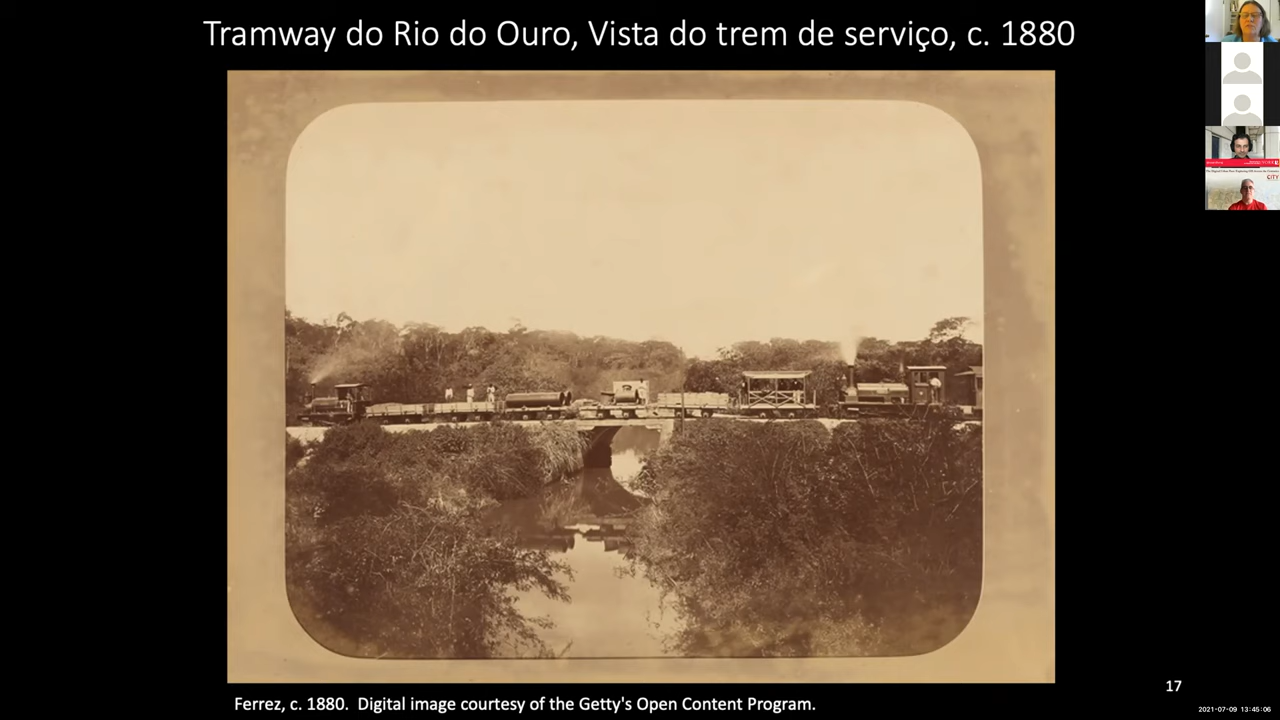 Tramway do Rio do Ouro, Vista do trem de serviço, c. 1880
CITY
Ferrez, c. 1880. Digital image courtesy of the Getty's Open Content Program.
17
2021-07-09 13:45:06